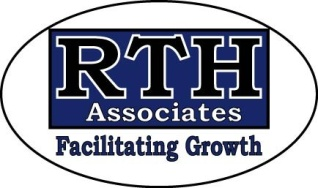 RTH
Associates
Facilitating Growth